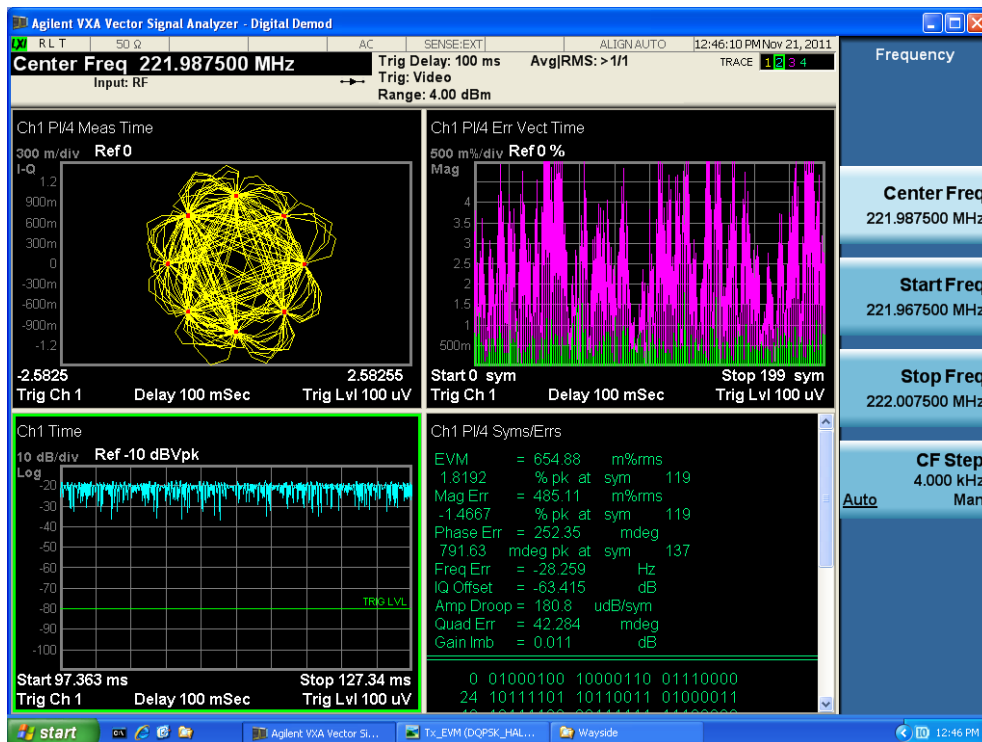 Agilent VXA Vector Signal Analyzer - Digital Demod
LXI R L T 50 Ω AC SENSE:EXT ALIGN AUTO 12:46:10 PM Nov 21, 2011
Center Freq 221.987500 MHz
Input: RF
Trig Delay: 100 ms Avg|RMS: >1/1
Trig: Video
Range: 4.00 dBm
TRACE 1 2 3 4
Frequency
Center Freq
221.987500 MHz
Start Freq
221.967500 MHz
Stop Freq
222.007500 MHz
CF Step
4.000 kHz
Auto Man
Ch1 PI/4 Meas Time
300 m/div Ref 0
I-Q
1.2
900m
600m
300m
0
-300m
-600m
-900m
-1.2
-2.5825 2.58255
Trig Ch 1 Delay 100 mSec Trig Lvl 100 uV
Ch1 PI/4 Err Vect Time
500 m%/div Ref 0 %
Mag
4
3.5
3
2.5
2
1.5
1
500m
Start 0 sym Stop 199 sym
Trig Ch 1 Delay 100 mSec Trig Lvl 100 uV
Ch1 Time
10 dB/div Ref -10 dBVpk
Log
-20
-30
-40
-50
-60
-70
-80
-90
-100
TRIG LVL
Start 97.363 ms Stop 127.34 ms
Trig Ch 1 Delay 100 mSec Trig Lvl 100 uV
Ch1 PI/4 Syms/Errs
EVM = 654.88 m%rms
1.8192 % pk at sym 119
Mag Err = 485.11 m%rms
-1.4667 % pk at sym 119
Phase Err = 252.35 mdeg
791.63 mdeg pk at sym 137
Freq Err = -28.259 Hz
IQ Offset = -63.415 dB
Amp Droop = 180.8 udB/sym
Quad Err = 42.284 mdeg
Gain Imb = 0.011 dB
0 01000100 10000110 01110000
24 10111101 10110011 01000011
start
Agilent VXA Vector Si...
Tx_EVM (DQPSK_HAL...
Wayside
12:46 PM